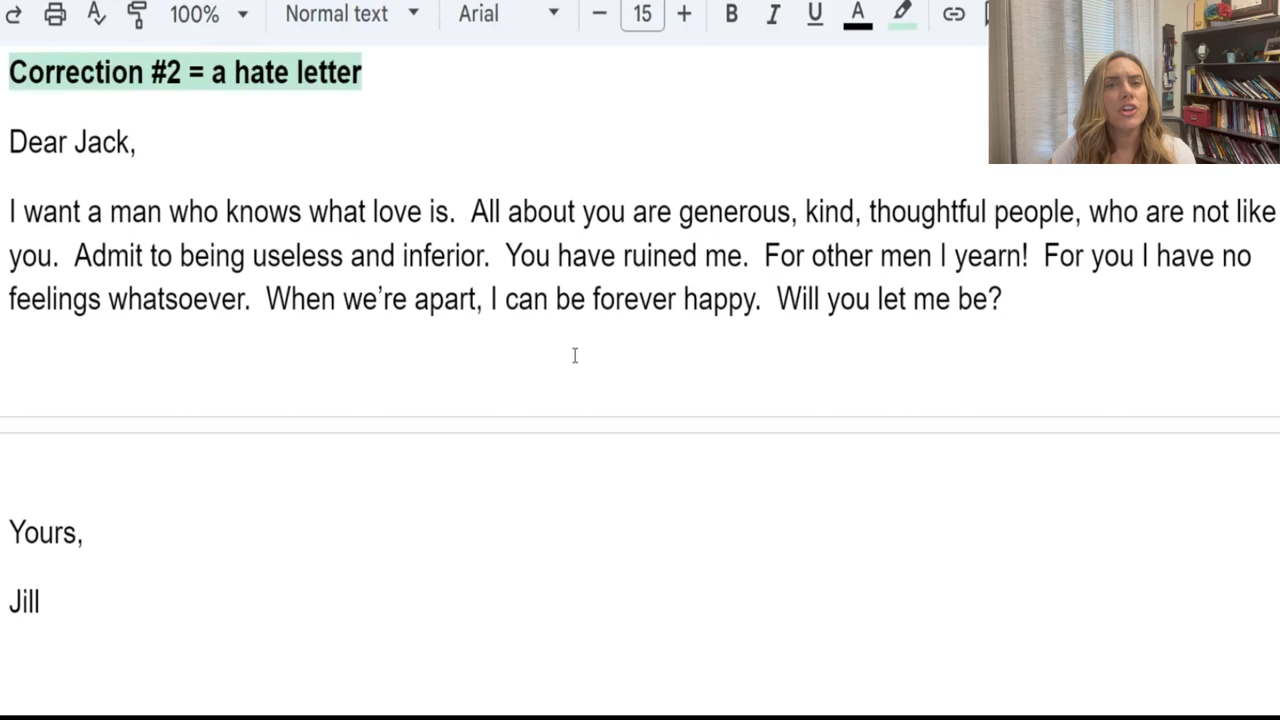 100% Normal text Arial 15 B I U A
Correction #2 = a hate letter
Dear Jack,
I want a man who knows what love is.  All about you are generous, kind, thoughtful people, who are not like
you.  Admit to being useless and inferior.  You have ruined me.  For other men I yearn!  For you I have no
feelings whatsoever.  When we’re apart, I can be forever happy.  Will you let me be?
Yours,
Jill